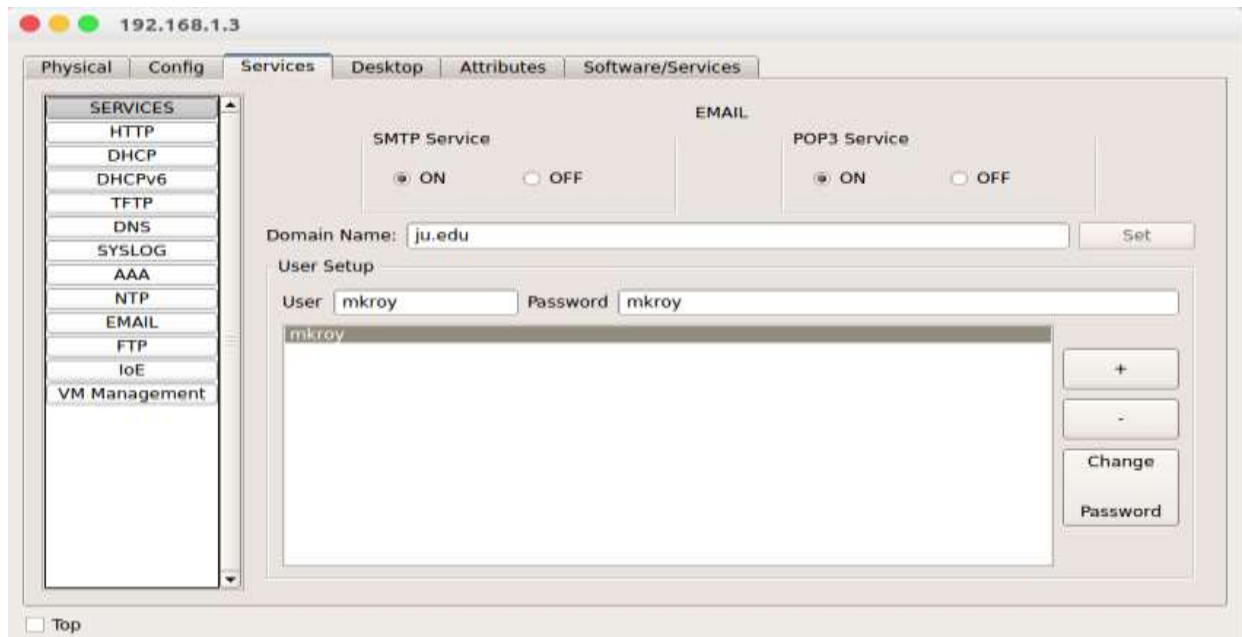 192.168.1.3
Physical Config Services Desktop Attributes Software/Services
SERVICES
HTTP
DHCP
DHCPv6
TFTP
DNS
SYSLOG
AAA
NTP
EMAIL
FTP
IoE
VM Management
EMAIL
SMTP Service
ON OFF
POP3 Service
ON OFF
Domain Name: ju.edu Set
User Setup
User mkroy Password mkroy
mkroy
+
-
Change
Password
Top